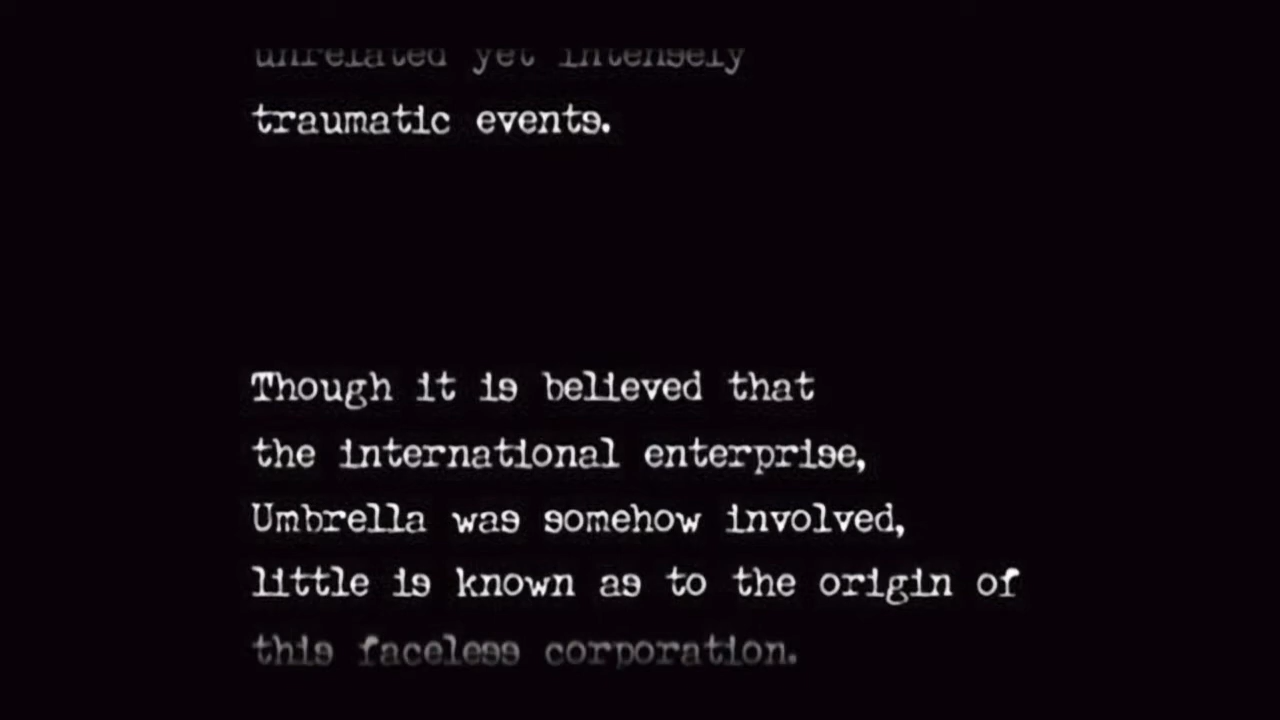 unrelated yet intensely
traumatic events.
Though it is believed that
the international enterprise,
Umbrella was somehow involved,
little is known as to the origin of
this faceless corporation.